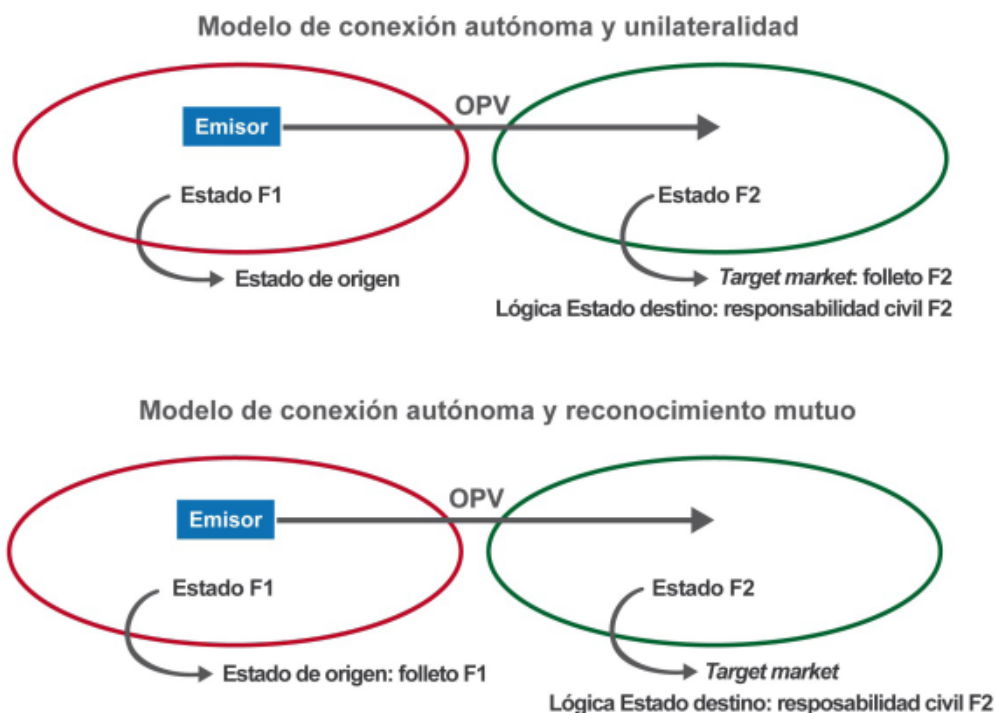 Modelo de conexión autónoma y unilateralidad
OPV
Emisor
Estado F1
Estado F2
Estado de origen
Target market: folleto F2
Lógica Estado destino: responsabilidad civil F2
Modelo de conexión autónoma y reconocimiento mutuo
OPV
Emisor
Estado F1
Estado F2
Estado de origen: folleto F1
Target market
Lógica Estado destino: resposabilidad civil F2